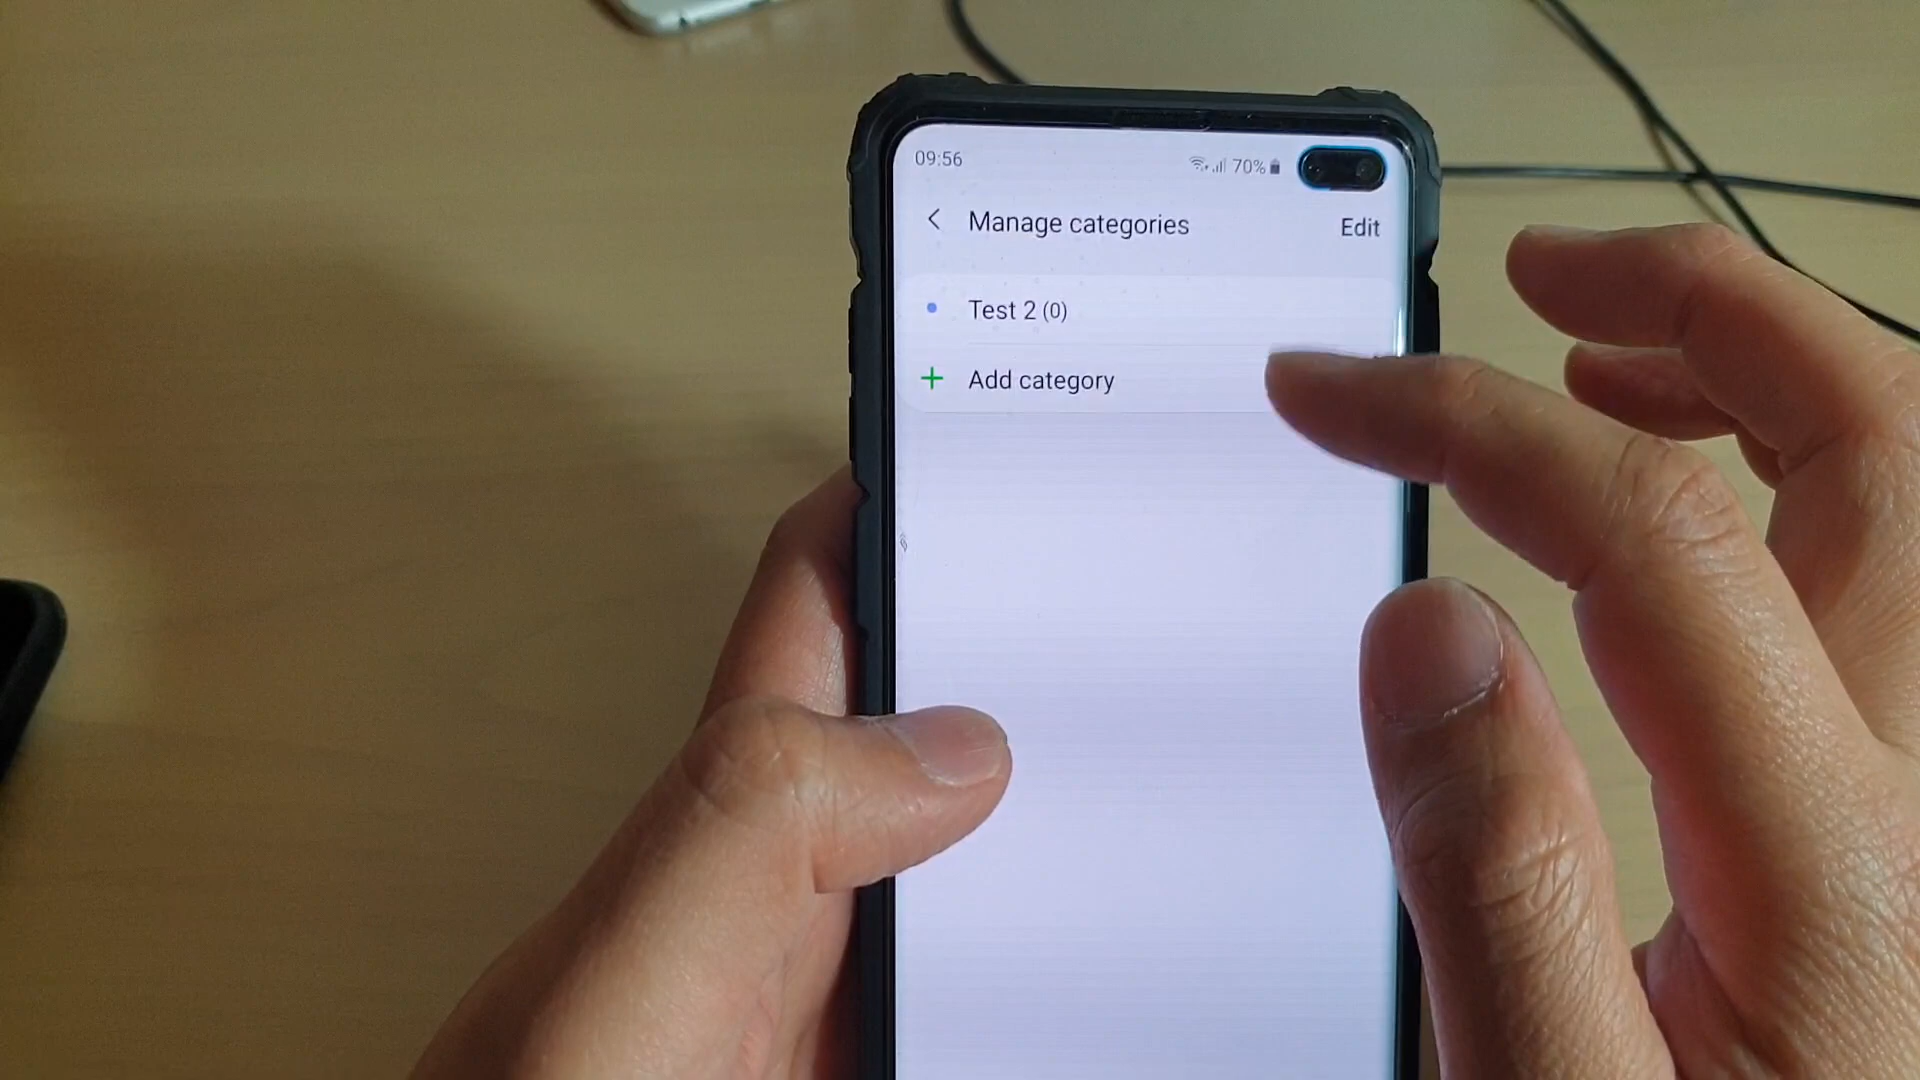 09:56
70%
Manage categories
Edit
Test 2 (0)
Add category